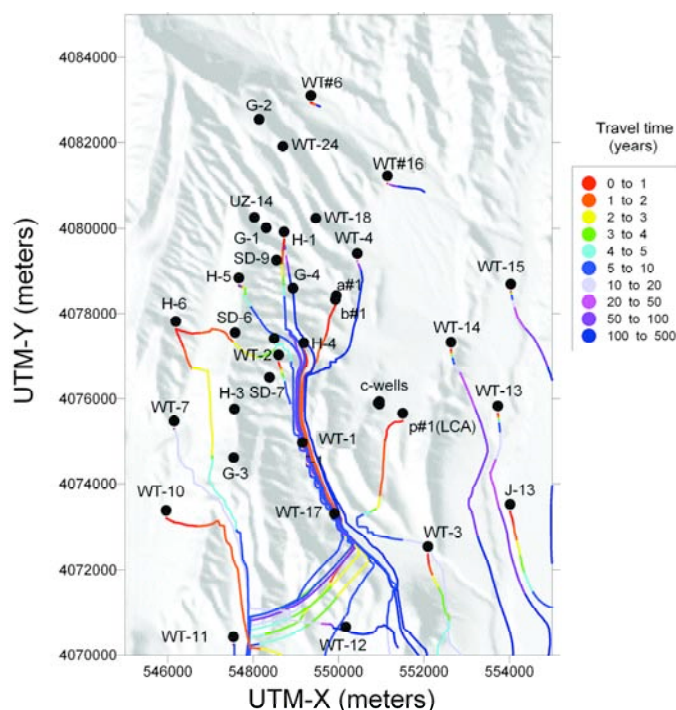 4084000
WT#6
G-2
4082000
WT-24
WT#16
UZ-14
4080000
WT-18
G-1
H-1
SD-9
WT-4
G-4
H-5
a#1
WT-15
4078000
b#1
H-6
SD-6
WT-14
H-4
WT-2
c-wells
WT-13
4076000
H-3
SD-7
WT-7
p#1(LCA)
WT-1
G-3
4074000
J-13
WT-10
WT-17
WT-3
4072000
WT-11
WT-12
4070000
546000 548000 550000 552000 554000
UTM-X (meters)
UTM-Y (meters)
Travel time
(years)
0 to 1
1 to 2
2 to 3
3 to 4
4 to 5
5 to 10
10 to 20
20 to 50
50 to 100
100 to 500